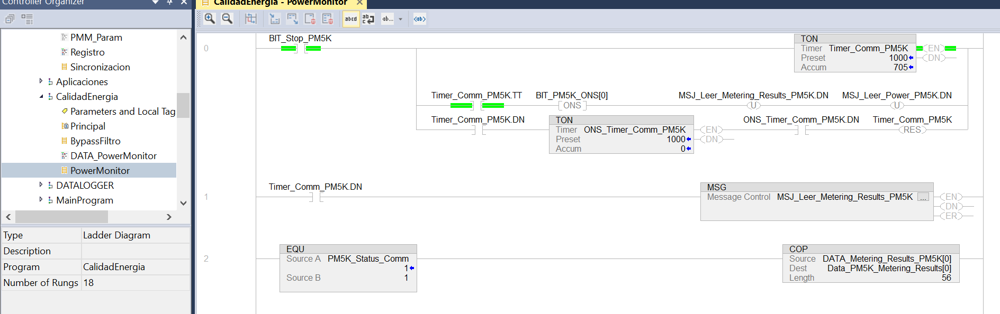 Controller Organizer
CalidadEnergia - PowerMonitor
abcd
ab...
<ab>
PMM_Param
Registro
Sincronizacion
Aplicaciones
CalidadEnergia
Parameters and Local Tag
Principal
BypassFiltro
DATA_PowerMonitor
PowerMonitor
DATALOGGER
MainProgram
Type Ladder Diagram
Description
Program CalidadEnergia
Number of Rungs 18
0
BIT_Stop_PM5K
TON
Timer Timer_Comm_PM5K
Preset 1000
Accum 705
EN
DN
Timer_Comm_PM5K.TT
BIT_PM5K_ONS[0]
ONS
MSJ_Leer_Metering_Results_PM5K.DN
U
MSJ_Leer_Power_PM5K.DN
U
Timer_Comm_PM5K.DN
TON
Timer ONS_Timer_Comm_PM5K
Preset 1000
Accum 0
EN
DN
ONS_Timer_Comm_PM5K.DN
Timer_Comm_PM5K
RES
1
Timer_Comm_PM5K.DN
MSG
Message Control MSJ_Leer_Metering_Results_PM5K ...
EN
DN
ER
2
EQU
Source A PM5K_Status_Comm
1
Source B 1
COP
Source DATA_Metering_Results_PM5K[0]
Dest Data_PM5K_Metering_Results[0]
Length 56